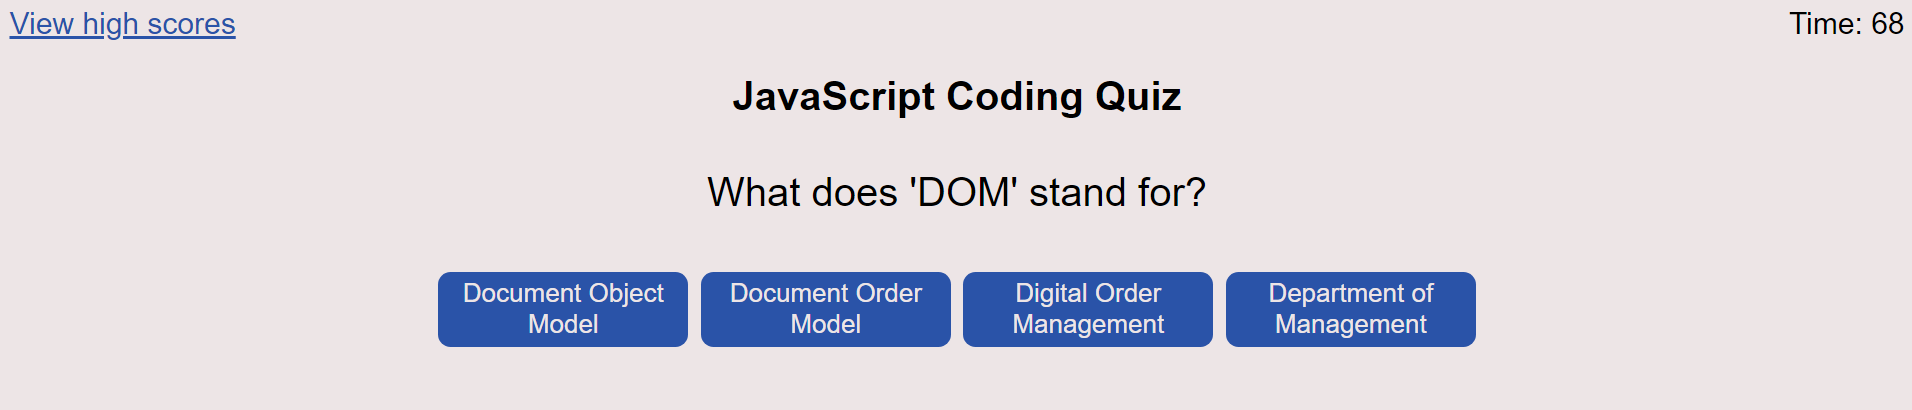 View high scores
Time: 68
JavaScript Coding Quiz
What does 'DOM' stand for?
Document Object
Model
Document Order
Model
Digital Order
Management
Department of
Management